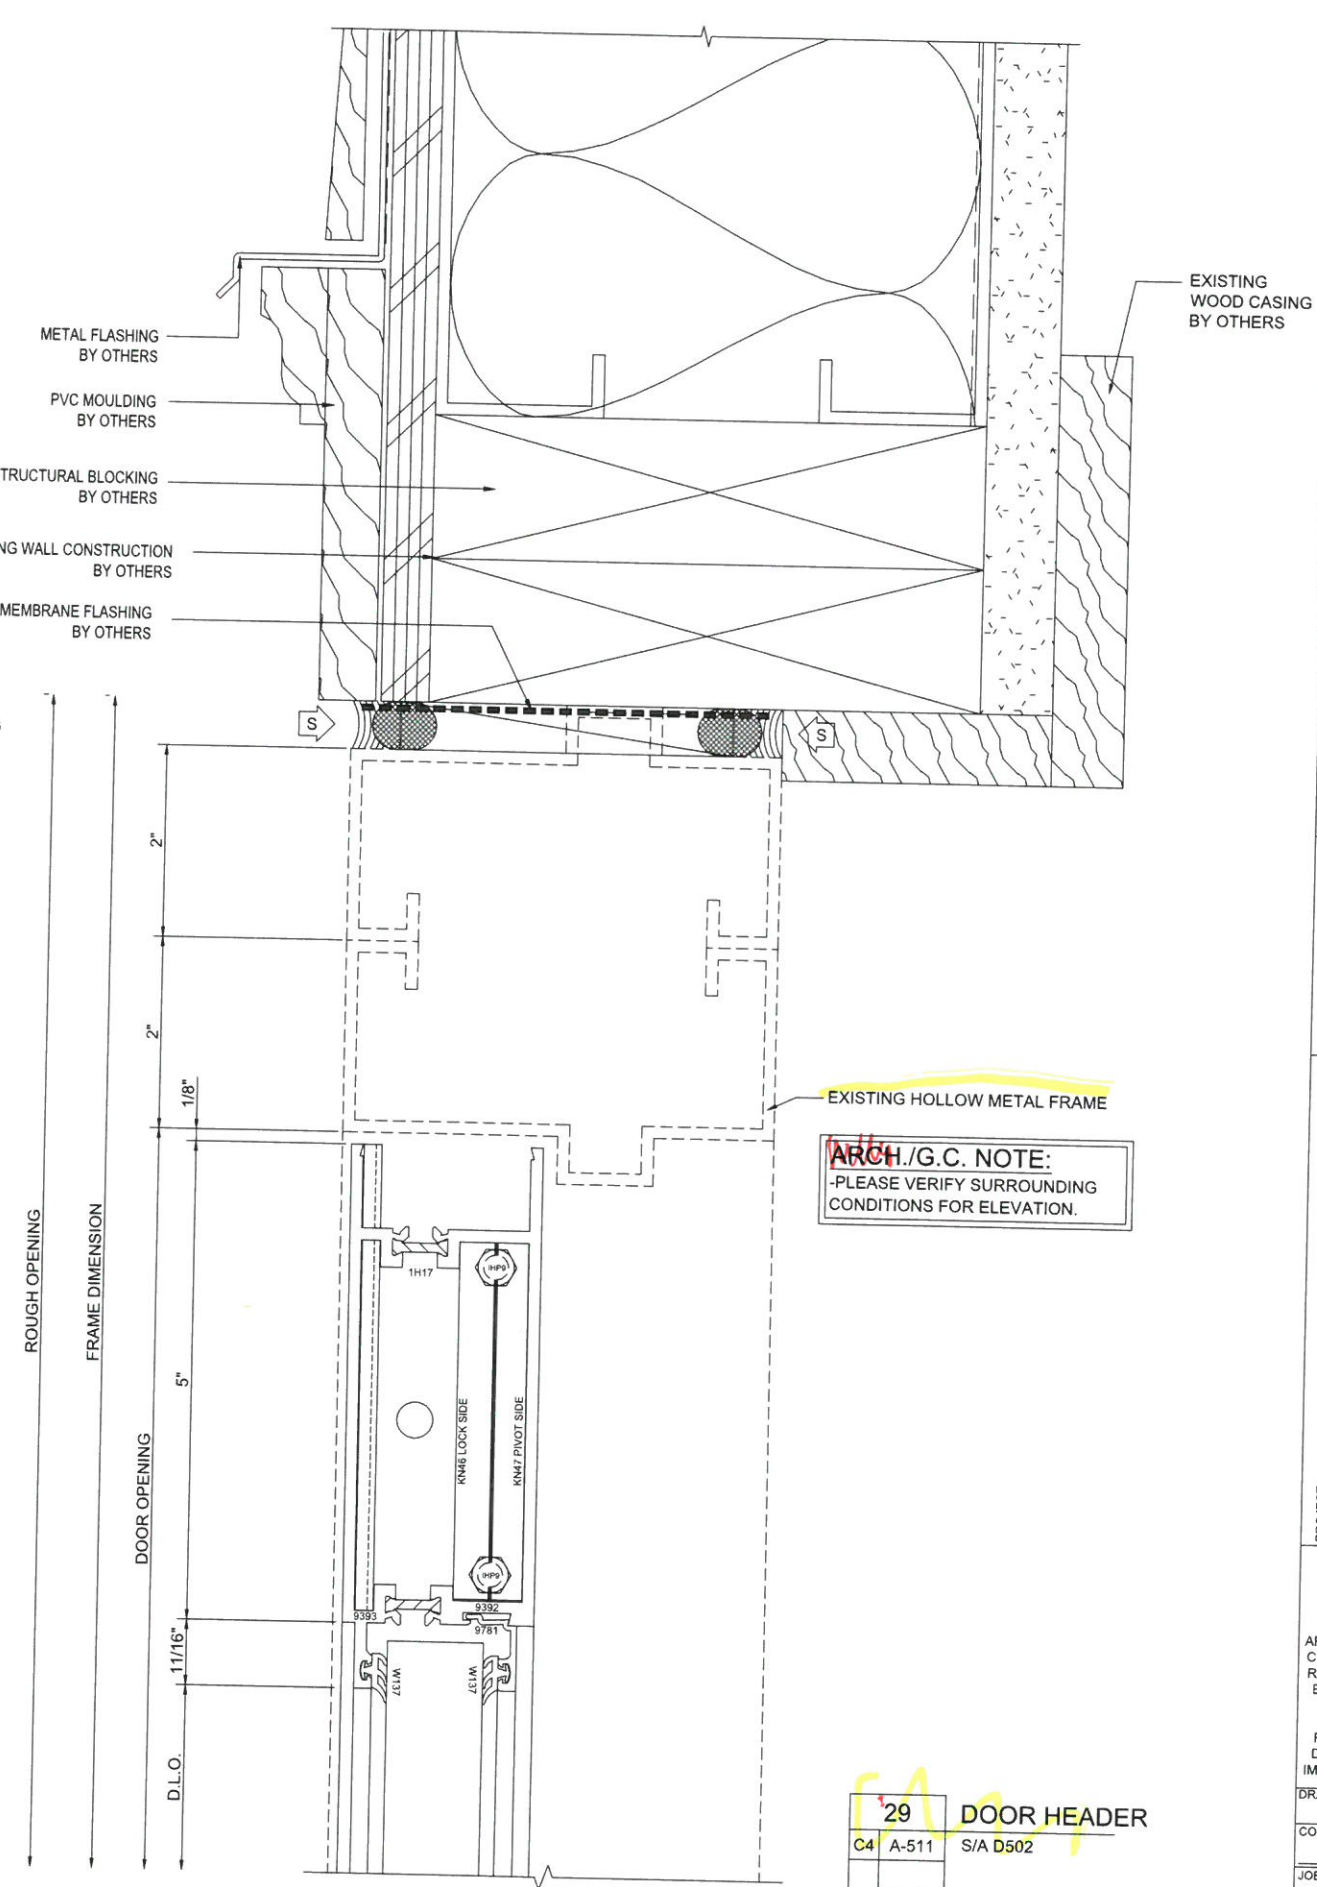 METAL FLASHING
BY OTHERS
PVC MOULDING
BY OTHERS
TRUCTURAL BLOCKING
BY OTHERS
NG WALL CONSTRUCTION
BY OTHERS
MEMBRANE FLASHING
BY OTHERS
EXISTING
WOOD CASING
BY OTHERS
S
S
2"
2"
1/8"
5"
11/16"
D.L.O.
ROUGH OPENING
FRAME DIMENSION
DOOR OPENING
EXISTING HOLLOW METAL FRAME
ARCH./G.C. NOTE:
-PLEASE VERIFY SURROUNDING
CONDITIONS FOR ELEVATION.
1H17
IHP9
KN46 LOCK SIDE
KN47 PIVOT SIDE
IHP9
9393
9392
9781
W137
W137
29 DOOR HEADER
C4 A-511 S/A D502